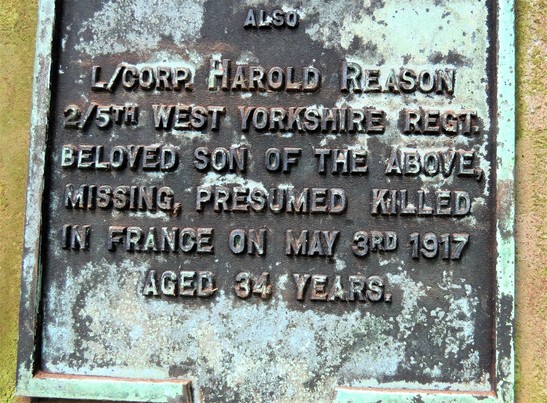 ALSO
L/CORP. HAROLD REASON
2/5TH WEST YORKSHIRE REGT.
BELOVED SON OF THE ABOVE,
MISSING, PRESUMED KILLED
IN FRANCE ON MAY 3RD 1917
AGED 34 YEARS.